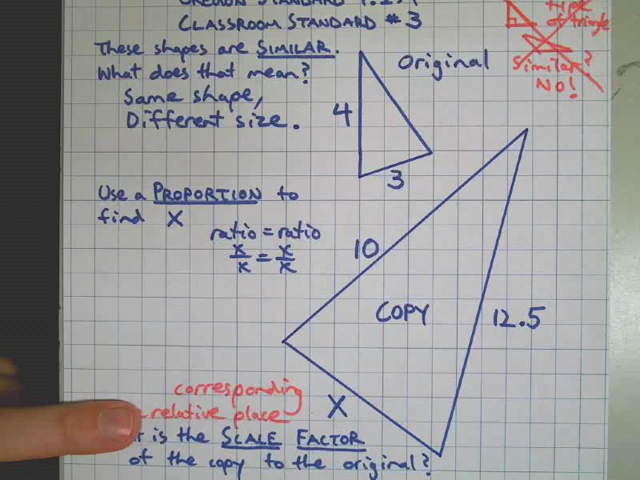 CLASSROOM STANDARD #3
These shapes are SIMILAR.
What does that mean?
Same shape,
Different size.
Original
4
3
of triangle
Similar?
No!
Use a PROPORTION to
find X
ratio = ratio
x/x = x/x
10
COPY
12.5
X
corresponding
relative place
is the SCALE FACTOR
of the copy to the original?